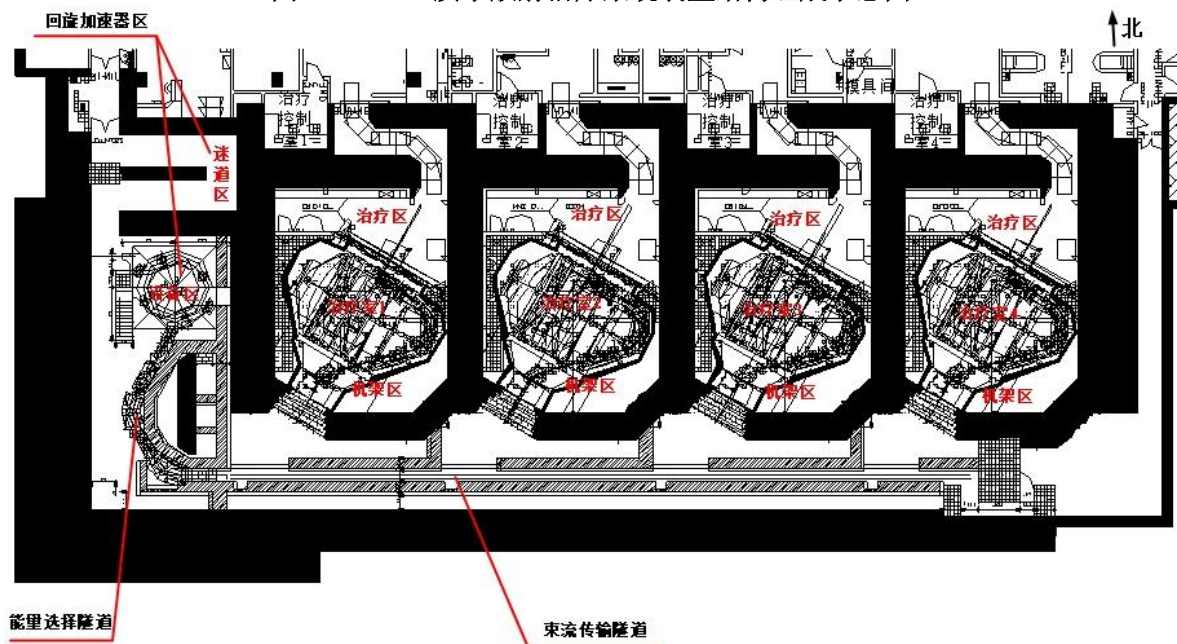 回旋加速器区
北
模具间
治疗
控制
室1
治疗
控制
室2
治疗
控制
室3
治疗
控制
室4
迷
道
区
治疗区
治疗区
治疗区
治疗区
设备区
治疗室1
治疗室2
治疗室3
治疗室4
机架区
机架区
机架区
机架区
能量选择隧道
束流传输隧道